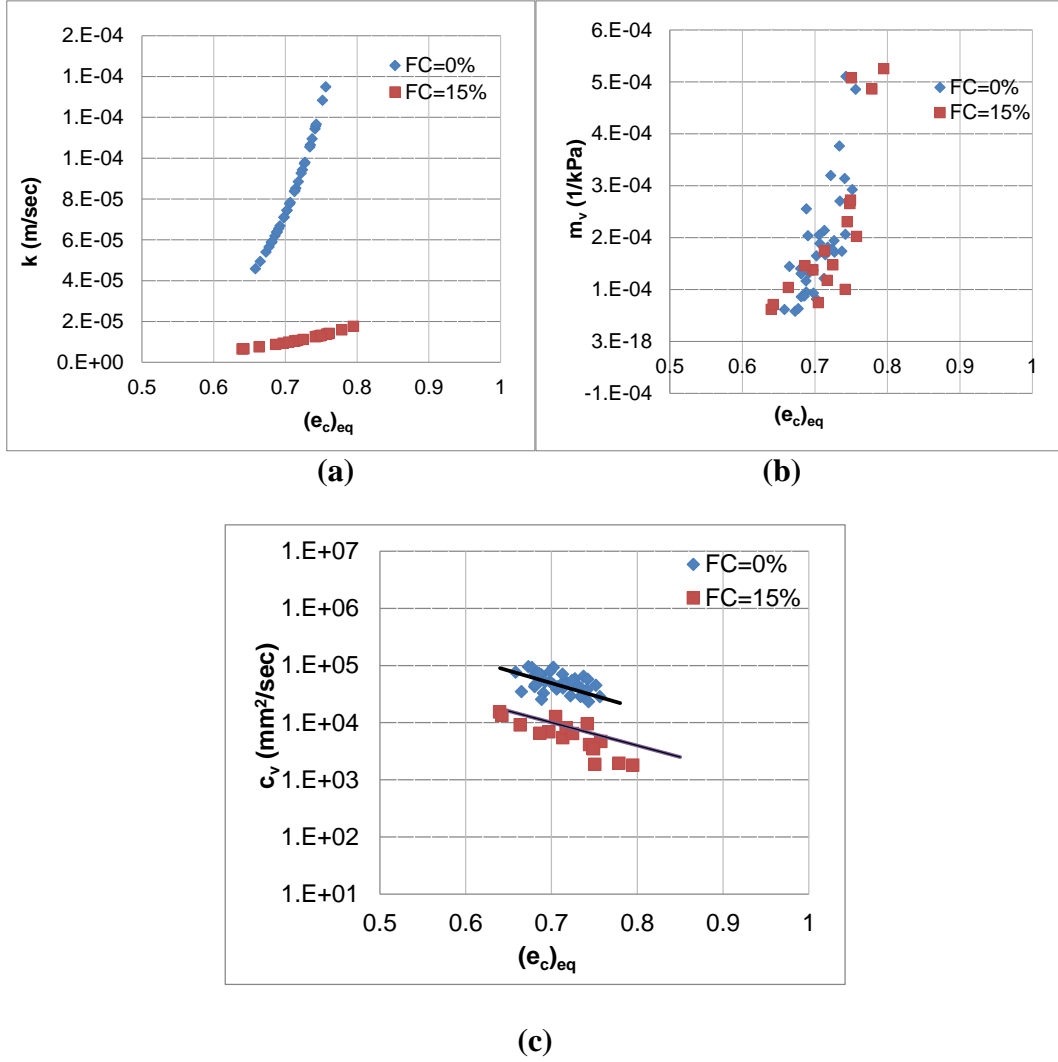 2.E-04
1.E-04
1.E-04
1.E-04
8.E-05
6.E-05
4.E-05
2.E-05
0.E+00
k (m/sec)
FC=0%
FC=15%
0.5 0.6 0.7 0.8 0.9 1
(ec)eq
(a)
6.E-04
5.E-04
4.E-04
3.E-04
2.E-04
1.E-04
3.E-18
-1.E-04
mv (1/kPa)
FC=0%
FC=15%
0.5 0.6 0.7 0.8 0.9 1
(ec)eq
(b)
1.E+07
1.E+06
1.E+05
1.E+04
1.E+03
1.E+02
1.E+01
cv (mm²/sec)
FC=0%
FC=15%
0.5 0.6 0.7 0.8 0.9 1
(ec)eq
(c)